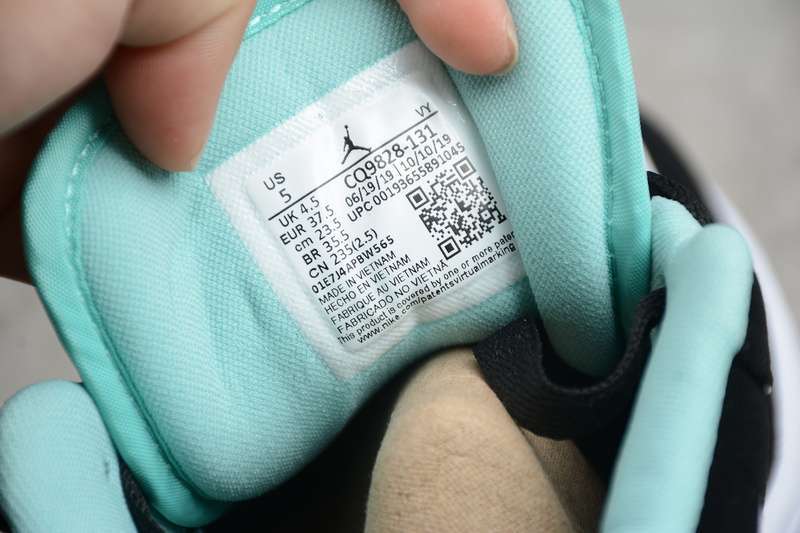 VY
US
5
CQ9828-131
UK 4.5
06/19/19 | 10/10/19
EUR 37.5
UPC 00193655891045
cm 23.5
BR 35.5
CN 235(2.5)
01E7J4APBW565
MADE IN VIETNAM
HECHO EN VIETNAM
FABRIQUE AU VIETNAM
FABRICADO NO VIETNÃ
This product is covered by one or more
www.nike.com/patentsvirtualmarking